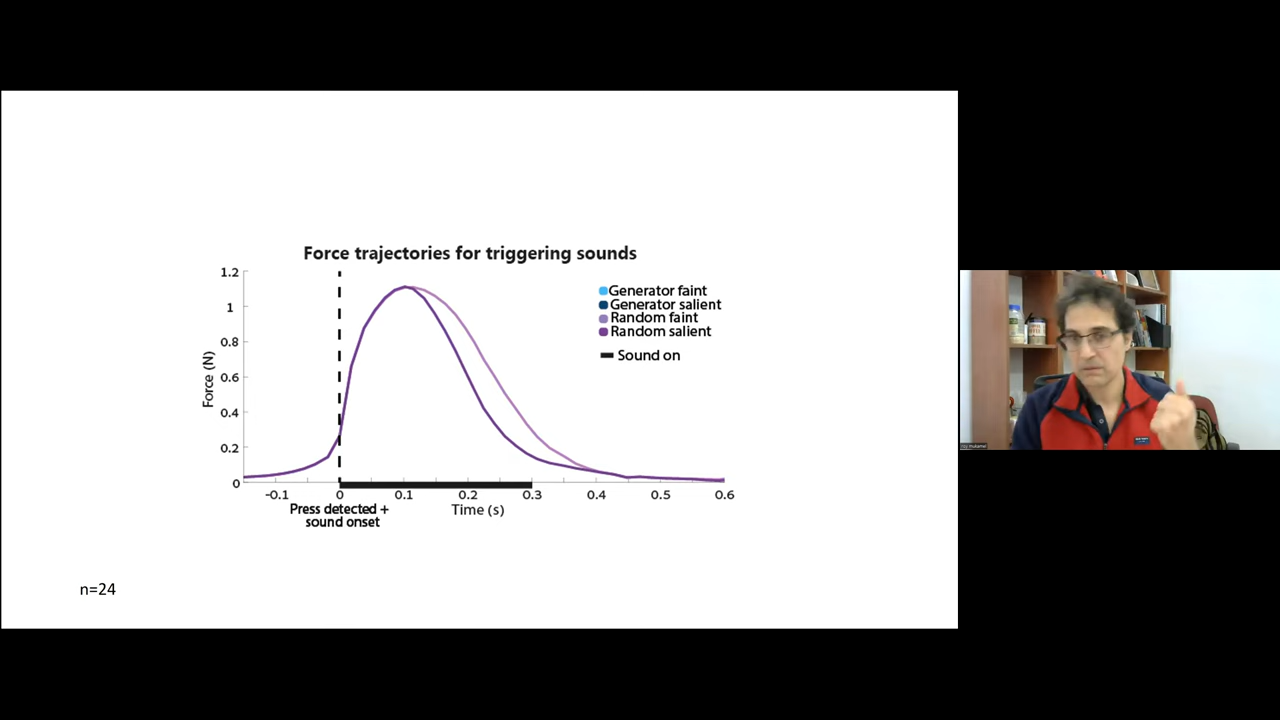 Force trajectories for triggering sounds
1.2
1
0.8
0.6
0.4
0.2
0
Force (N)
Generator faint
Generator salient
Random faint
Random salient
Sound on
-0.1
0
0.1
0.2
0.3
0.4
0.5
0.6
Press detected +
sound onset
Time (s)
n=24